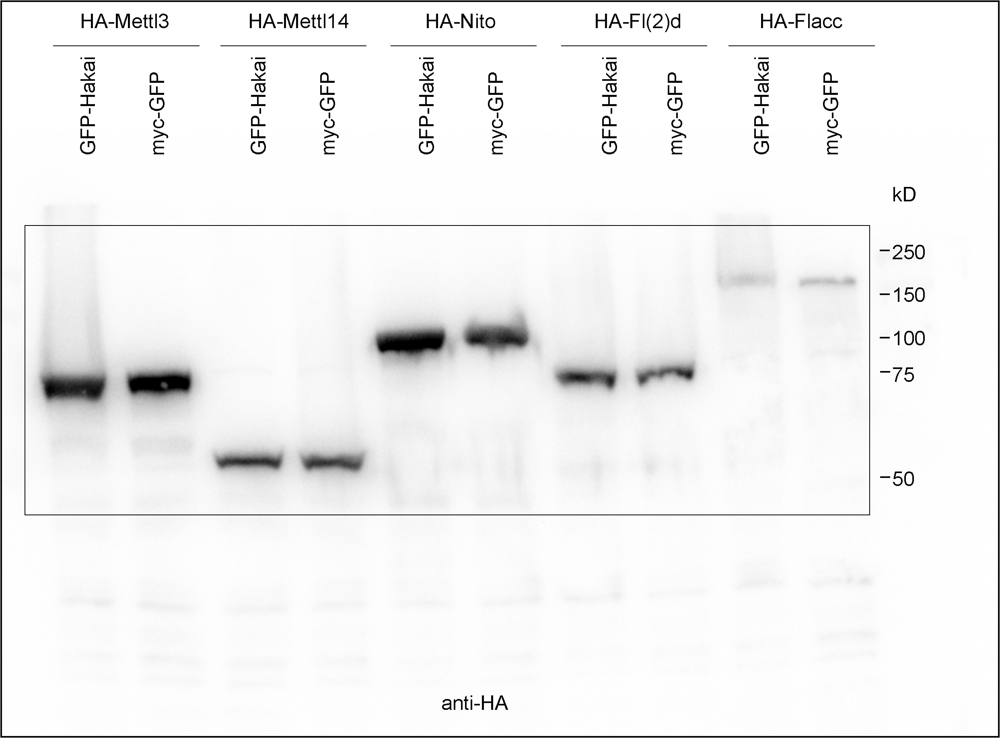 HA-Mettl3 HA-Mettl14 HA-Nito HA-Fl(2)d HA-Flacc
GFP-Hakai myc-GFP GFP-Hakai myc-GFP GFP-Hakai myc-GFP GFP-Hakai myc-GFP GFP-Hakai myc-GFP
kD
-250
-150
-100
-75
-50
anti-HA